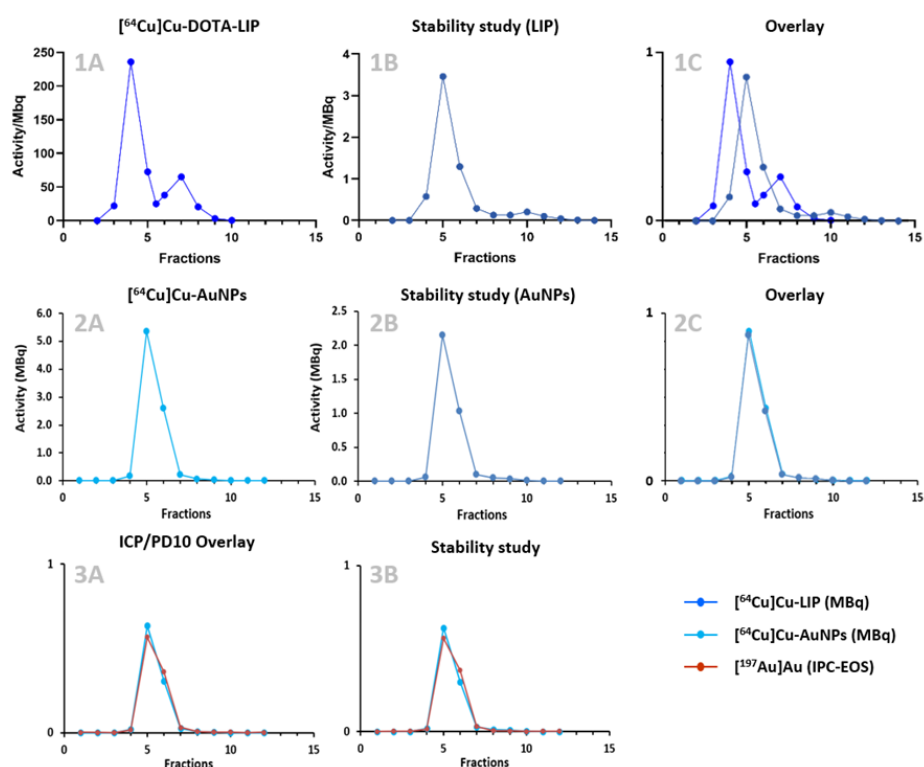 [⁶⁴Cu]Cu-DOTA-LIP
1A
Activity/Mbq
250
200
150
100
50
0
0 5 10 15
Fractions
Stability study (LIP)
1B
Activity/MBq
4
3
2
1
0
0 5 10 15
Fractions
Overlay
1C
1
0
0 5 10 15
Fractions
[⁶⁴Cu]Cu-AuNPs
2A
Activity (MBq)
6.0
5.0
4.0
3.0
2.0
1.0
0.0
0 5 10 15
Fractions
Stability study (AuNPs)
2B
Activity (MBq)
2.5
2.0
1.5
1.0
0.5
0.0
0 5 10 15
Fractions
Overlay
2C
1
0
0 5 10 15
Fractions
ICP/PD10 Overlay
3A
1
0
0 5 10 15
Fractions
Stability study
3B
1
0
0 5 10 15
Fractions
[⁶⁴Cu]Cu-LIP (MBq)
[⁶⁴Cu]Cu-AuNPs (MBq)
[¹⁹⁷Au]Au (IPC-EOS)